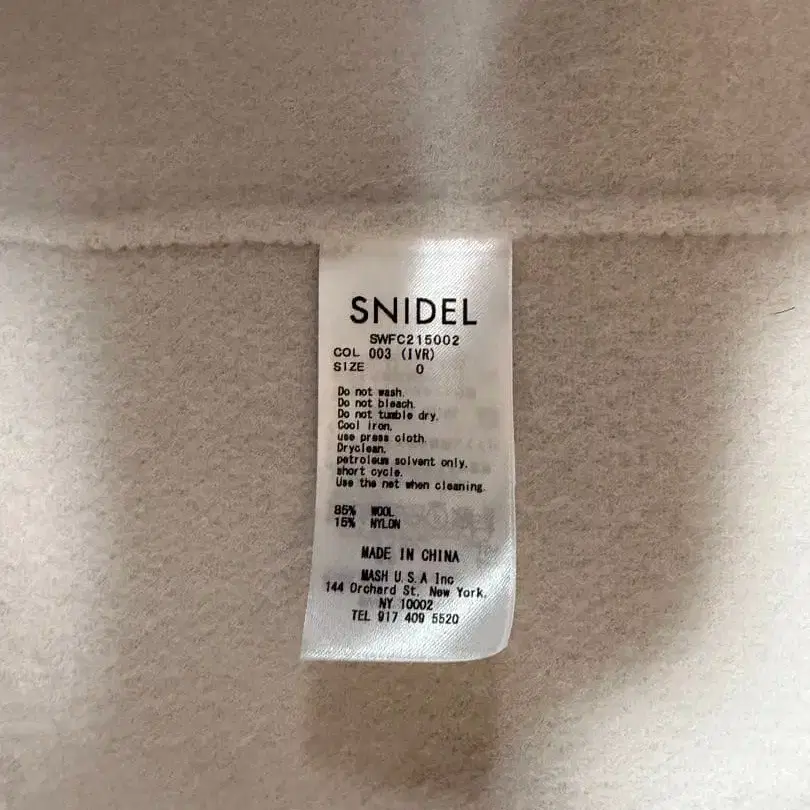 SNIDEL
SWFC215002
COL 003 (IVR)
SIZE 0
Do not wash.
Do not bleach.
Do not tumble dry.
Cool iron.
use press cloth.
Dryclean.
petroleum solvent only.
short cycle.
Use the net when cleaning.
85% WOOL
15% NYLON
MADE IN CHINA
MASH U.S.A Inc
144 Orchard St, New York,
NY 10002
TEL 917 409 5520